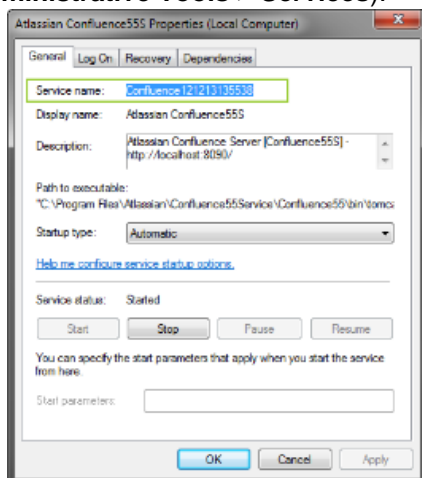 ministrative Tools > Services).
Atlassian Confluence55S Properties (Local Computer)
General Log On Recovery Dependencies
Service name: Confluence121213135538
Display name: Atlassian Confluence55S
Description: Atlassian Confluence Server [Confluence55S] -
http://localhost:8090/
Path to executable:
"C:\Program Files\Atlassian\Confluence55Service\Confluence55\bin\tomca
Startup type: Automatic
Help me configure service startup options.
Service status: Started
Start Stop Pause Resume
You can specify the start parameters that apply when you start the service
from here.
Start parameters:
OK Cancel Apply